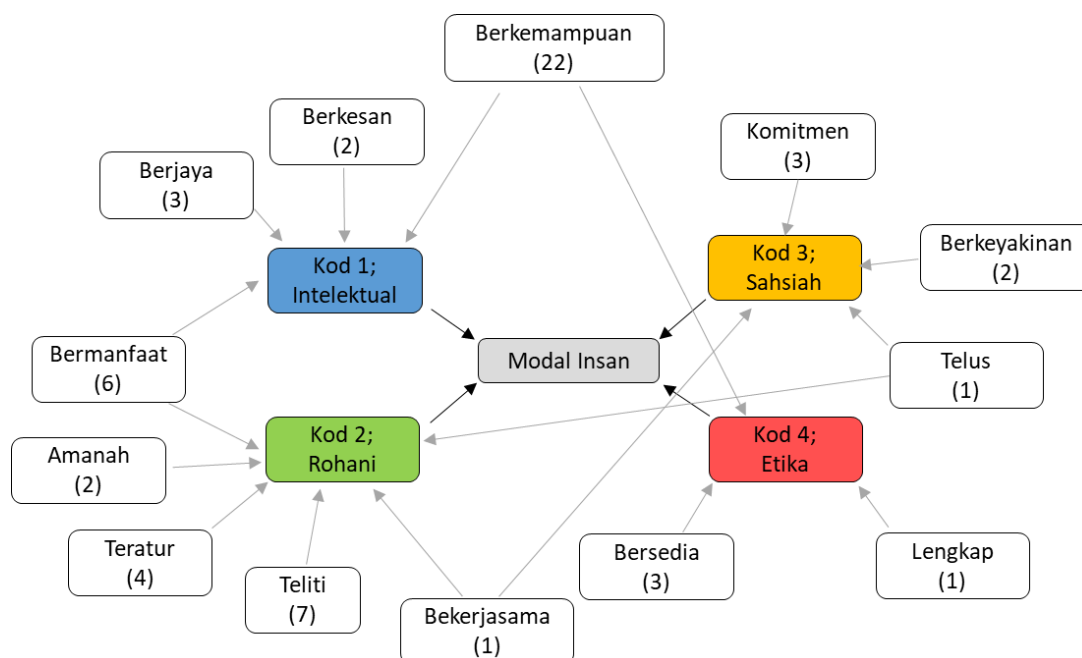 Berkemampuan
(22)
Berkesan
(2)
Komitmen
(3)
Berjaya
(3)
Kod 1;
Intelektual
Kod 3;
Sahsiah
Berkeyakinan
(2)
Bermanfaat
(6)
Modal Insan
Telus
(1)
Kod 2;
Rohani
Kod 4;
Etika
Amanah
(2)
Teratur
(4)
Teliti
(7)
Bekerjasama
(1)
Bersedia
(3)
Lengkap
(1)